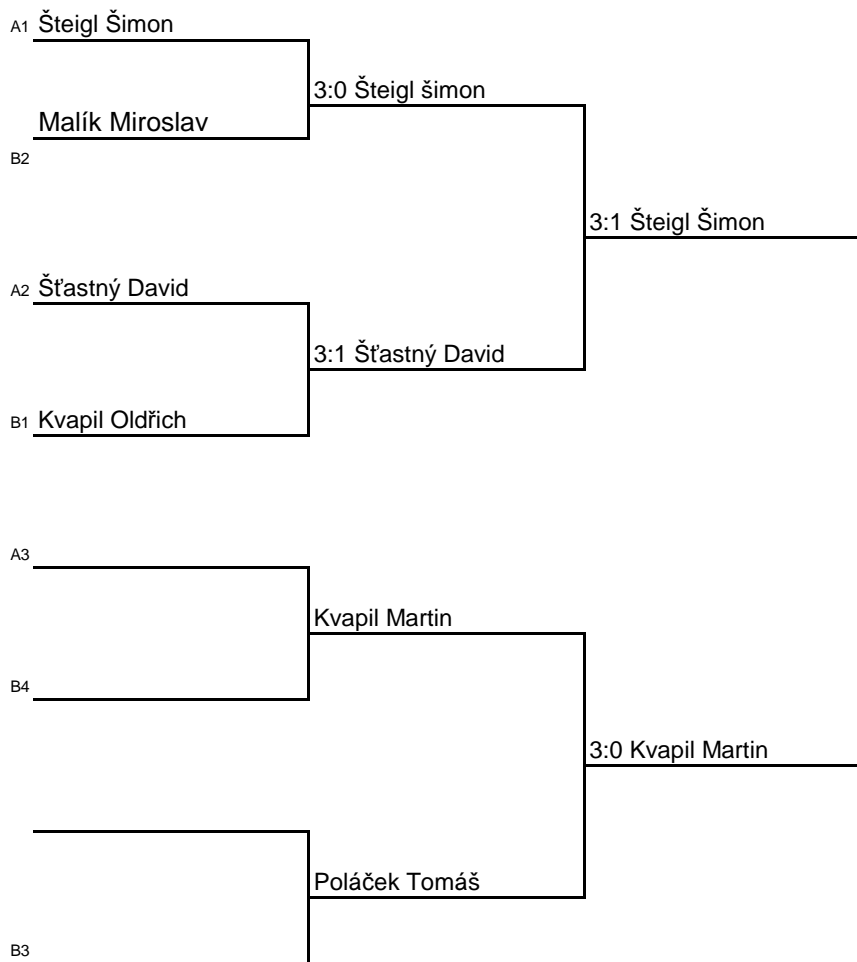 A1 Šteigl Šimon
3:0 Šteigl šimon
Malík Miroslav
B2
3:1 Šteigl Šimon
A2 Šťastný David
3:1 Šťastný David
B1 Kvapil Oldřich
A3
Kvapil Martin
B4
3:0 Kvapil Martin
Poláček Tomáš
B3